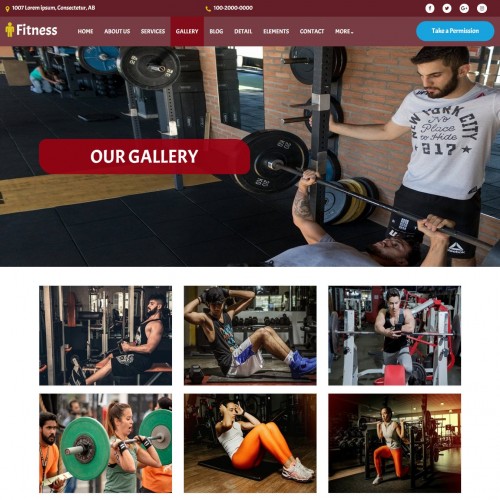 1007 Lorem Ipsum, Consectetur, AB
100-2000-0000
Fitness
HOME ABOUT US SERVICES GALLERY BLOG DETAIL ELEMENTS CONTACT MORE
Take a Permission
OUR GALLERY
NEW YORK CITY
No
Place
to Hide
217
REEBOK